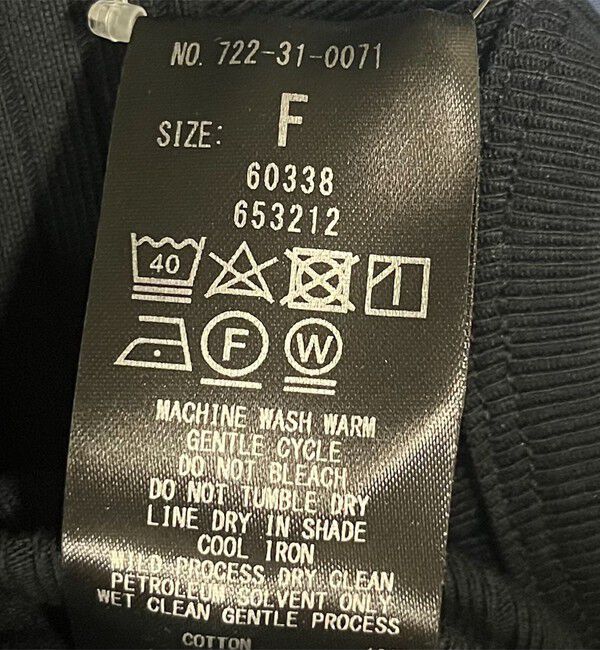 NO. 722-31-0071
SIZE: F
60338
653212
40
F W
MACHINE WASH WARM
GENTLE CYCLE
DO NOT BLEACH
DO NOT TUMBLE DRY
LINE DRY IN SHADE
COOL IRON
MILD PROCESS DRY CLEAN
PETROLEUM SOLVENT ONLY
WET CLEAN GENTLE PROCESS
COTTON